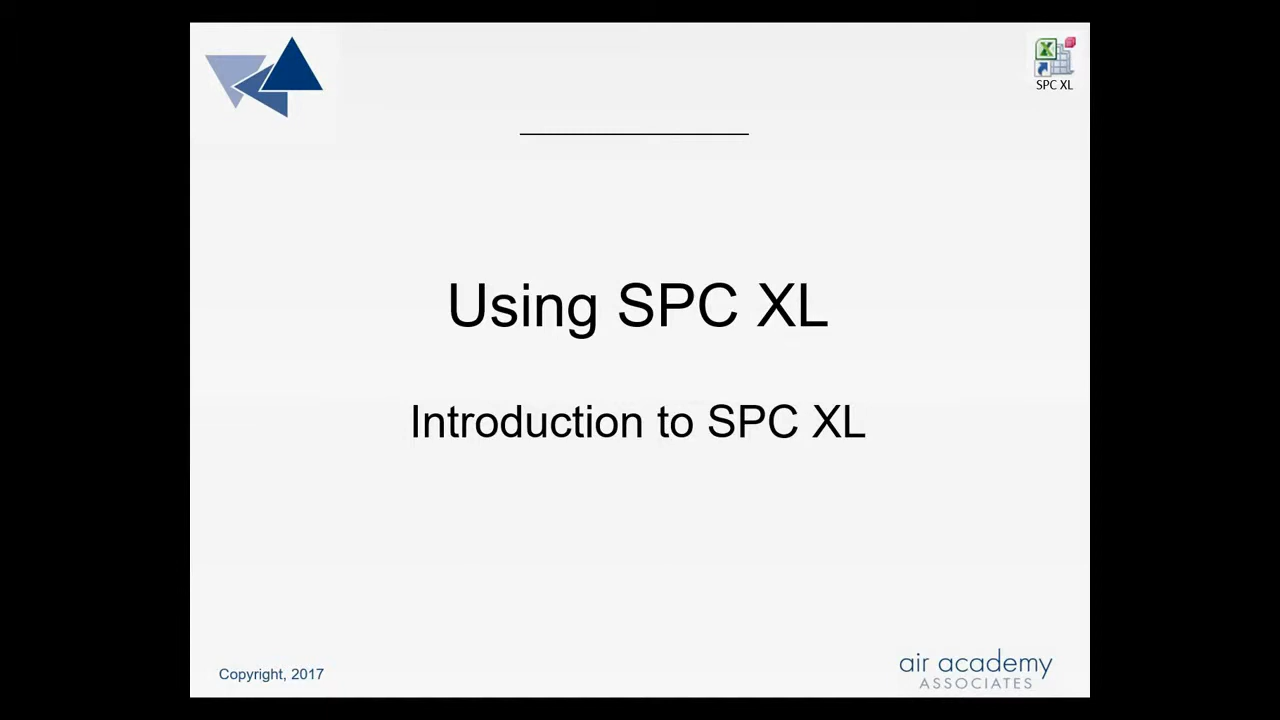 SPC XL
Using SPC XL
Introduction to SPC XL
Copyright, 2017
air academy
ASSOCIATES